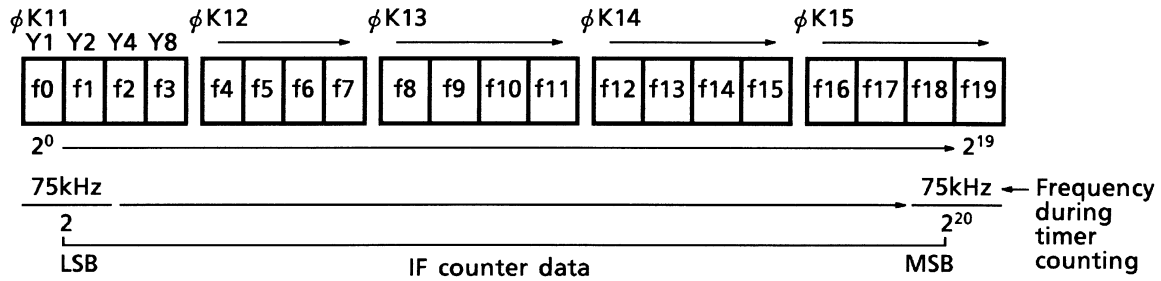 ϕK11 ϕK12 ϕK13 ϕK14 ϕK15
Y1 Y2 Y4 Y8
f0 f1 f2 f3 f4 f5 f6 f7 f8 f9 f10 f11 f12 f13 f14 f15 f16 f17 f18 f19
2⁰ 2¹⁹
75kHz 75kHz Frequency
2 2²⁰ during
timer
LSB IF counter data MSB counting